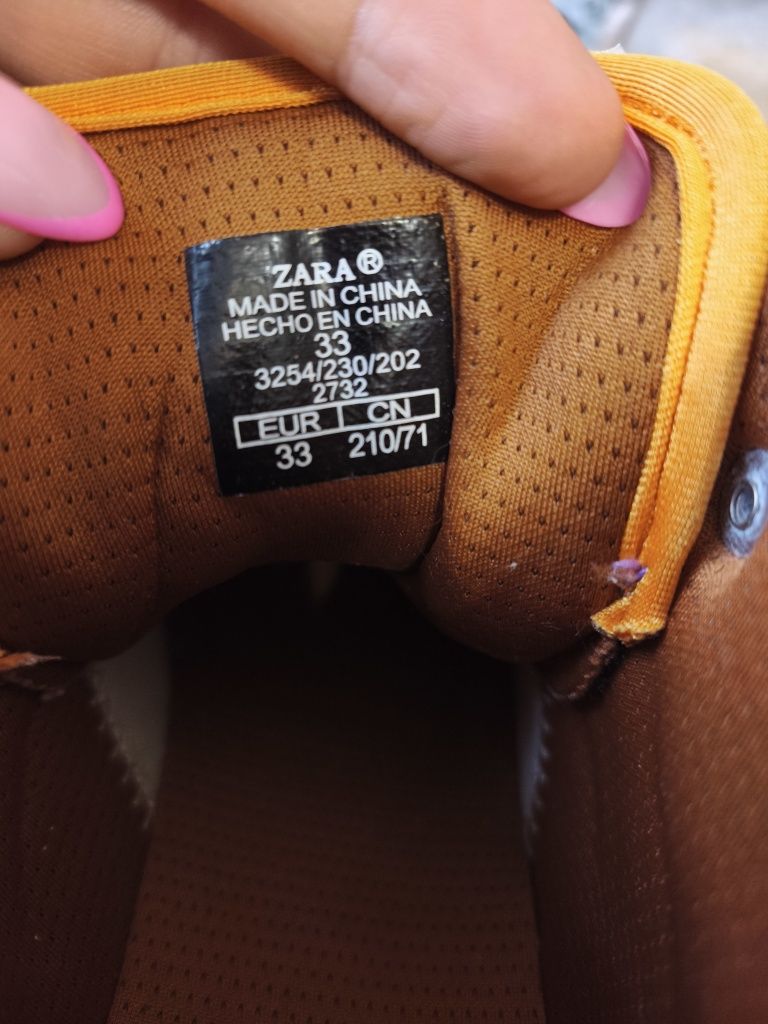 ZARA®
MADE IN CHINA
HECHO EN CHINA
33
3254/230/202
2732
EUR CN
33 210/71